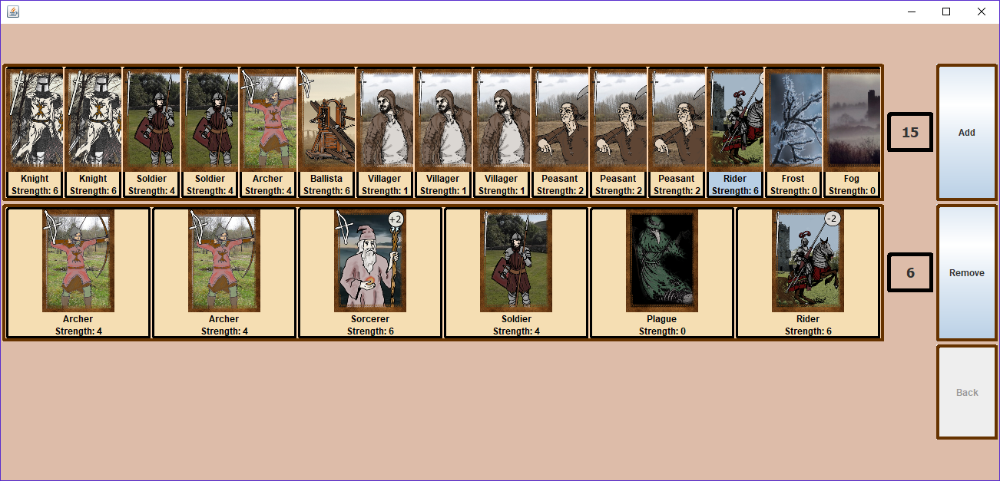 Knight
Strength: 6
Knight
Strength: 6
Soldier
Strength: 4
Soldier
Strength: 4
Archer
Strength: 4
Ballista
Strength: 6
Villager
Strength: 1
Villager
Strength: 1
Villager
Strength: 1
Peasant
Strength: 2
Peasant
Strength: 2
Peasant
Strength: 2
Rider
Strength: 6
Frost
Strength: 0
Fog
Strength: 0
15
Add
Archer
Strength: 4
Archer
Strength: 4
+2
Sorcerer
Strength: 6
Soldier
Strength: 4
Plague
Strength: 0
-2
Rider
Strength: 6
6
Remove
Back